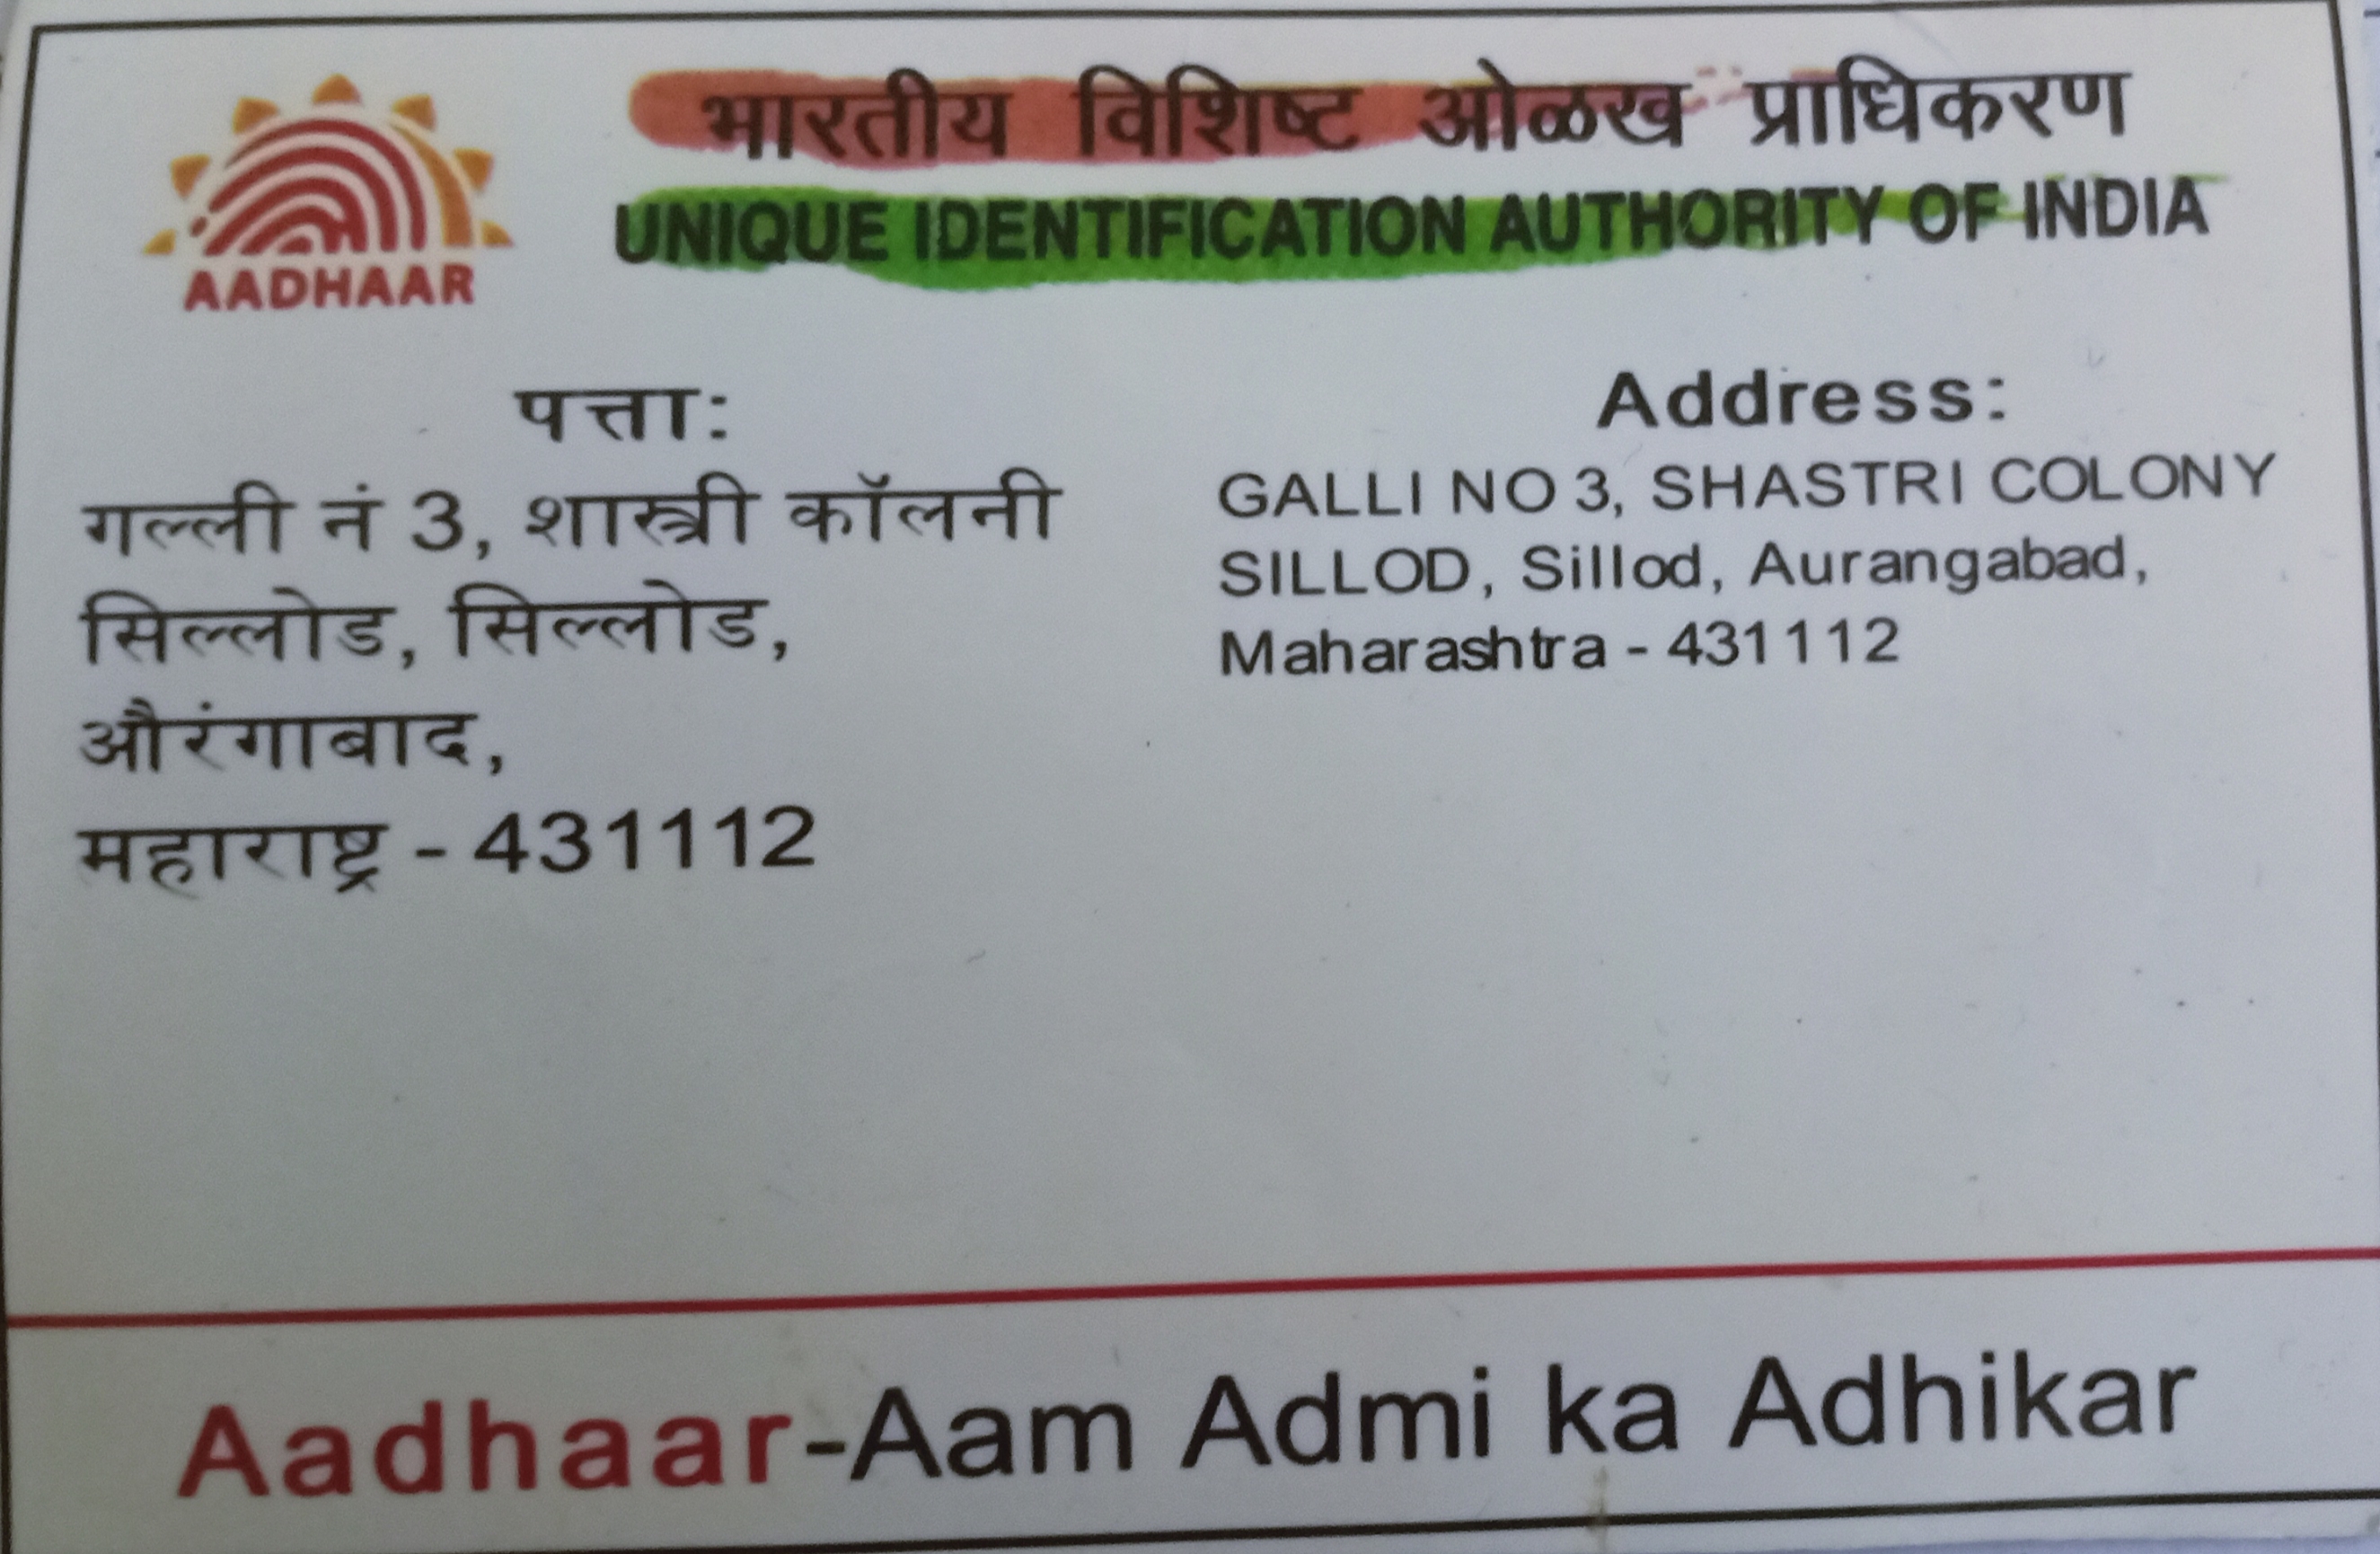 भारतीय विशिष्ट ओळख प्राधिकरण
UNIQUE IDENTIFICATION AUTHORITY OF INDIA
AADHAAR
पत्ता:
गल्ली नं 3, शास्त्री कॉलनी
सिल्लोड, सिल्लोड,
औरंगाबाद,
महाराष्ट्र - 431112
Address:
GALLI NO 3, SHASTRI COLONY
SILLOD, Sillod, Aurangabad,
Maharashtra - 431112
Aadhaar-Aam Admi ka Adhikar